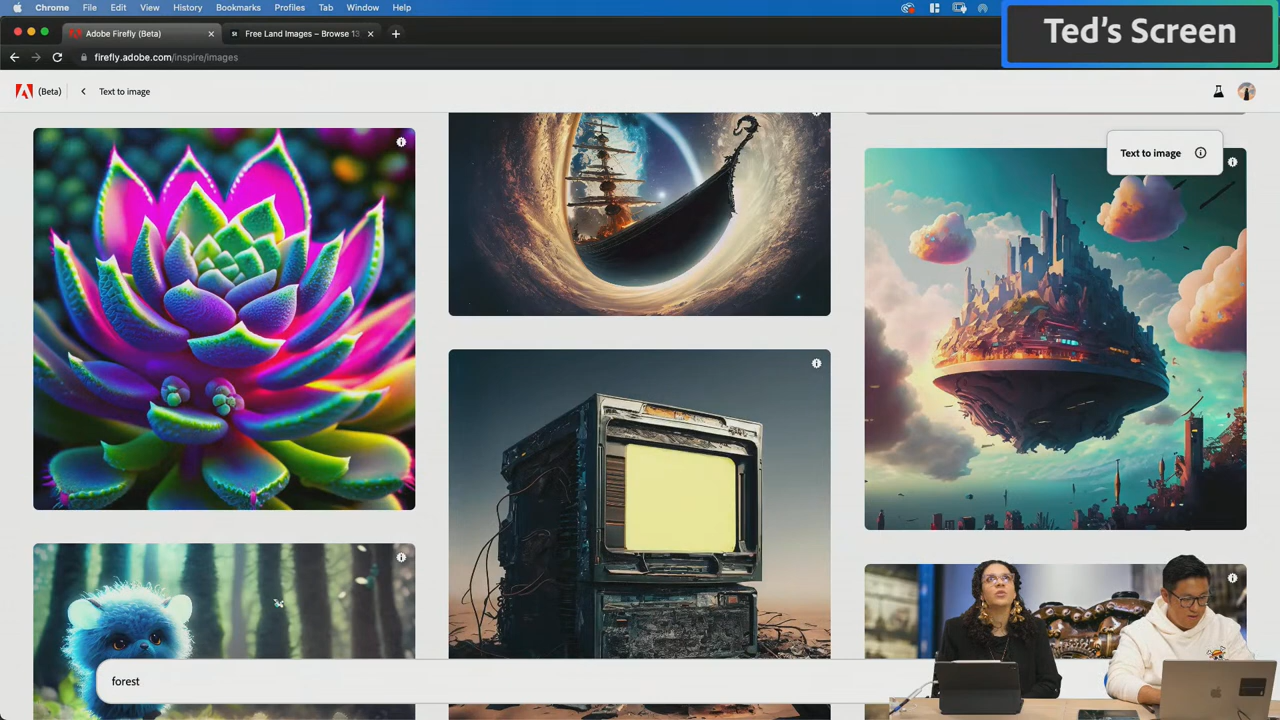 Chrome File Edit View History Bookmarks Profiles Tab Window Help
Ted's Screen
Adobe Firefly (Beta)
Free Land Images – Browse 13
firefly.adobe.com/inspire/images
(Beta)
Text to image
Text to image
forest